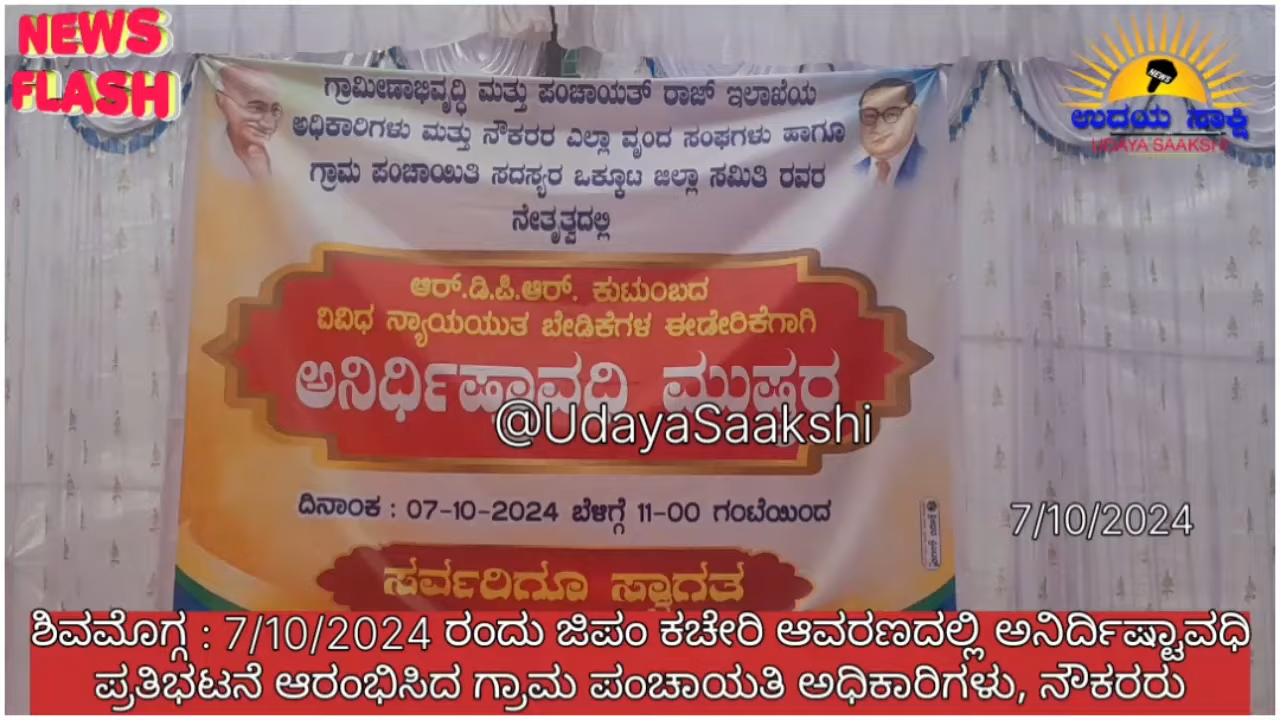 NEWS
FLASH
NEWS
ಉದಯ ಸಾಕ್ಷಿ
UDAYA SAAKSHI
ಗ್ರಾಮೀಣಾಭಿವೃದ್ಧಿ ಮತ್ತು ಪಂಚಾಯತ್ ರಾಜ್ ಇಲಾಖೆಯ
ಅಧಿಕಾರಿಗಳು ಮತ್ತು ನೌಕರರ ಎಲ್ಲಾ ವೃಂದ ಸಂಘಗಳು ಹಾಗೂ
ಗ್ರಾಮ ಪಂಚಾಯಿತಿ ಸದಸ್ಯರ ಒಕ್ಕೂಟ ಜಿಲ್ಲಾ ಸಮಿತಿ ರವರ
ನೇತೃತ್ವದಲ್ಲಿ
ಆರ್.ಡಿ.ಪಿ.ಆರ್. ಕುಟುಂಬದ
ವಿವಿಧ ನ್ಯಾಯಯುತ ಬೇಡಿಕೆಗಳ ಈಡೇರಿಕೆಗಾಗಿ
ಅನಿರ್ಧಿಷ್ಠಾವದಿ ಮುಷ್ಕರ
@UdayaSaakshi
ದಿನಾಂಕ : 07-10-2024 ಬೆಳಿಗ್ಗೆ 11-00 ಗಂಟೆಯಿಂದ
7/10/2024
ಸರ್ವರಿಗೂ ಸ್ವಾಗತ
ಶಿವಮೊಗ್ಗ : 7/10/2024 ರಂದು ಜಿಪಂ ಕಚೇರಿ ಆವರಣದಲ್ಲಿ ಅನಿರ್ದಿಷ್ಟಾವಧಿ
ಪ್ರತಿಭಟನೆ ಆರಂಭಿಸಿದ ಗ್ರಾಮ ಪಂಚಾಯತಿ ಅಧಿಕಾರಿಗಳು, ನೌಕರರು